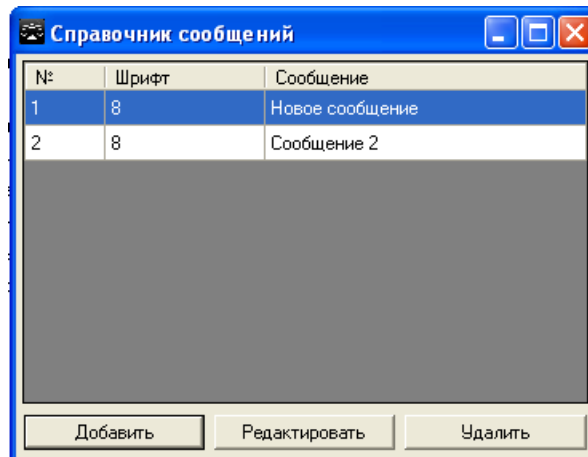 Справочник сообщений
№ Шрифт Сообщение
1 8 Новое сообщение
2 8 Сообщение 2
Добавить Редактировать Удалить